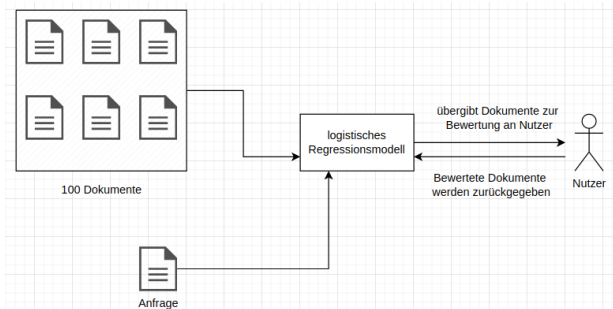 100 Dokumente
logistisches
Regressionsmodell
übergibt Dokumente zur
Bewertung an Nutzer
Bewertete Dokumente
werden zurückgegeben
Nutzer
Anfrage